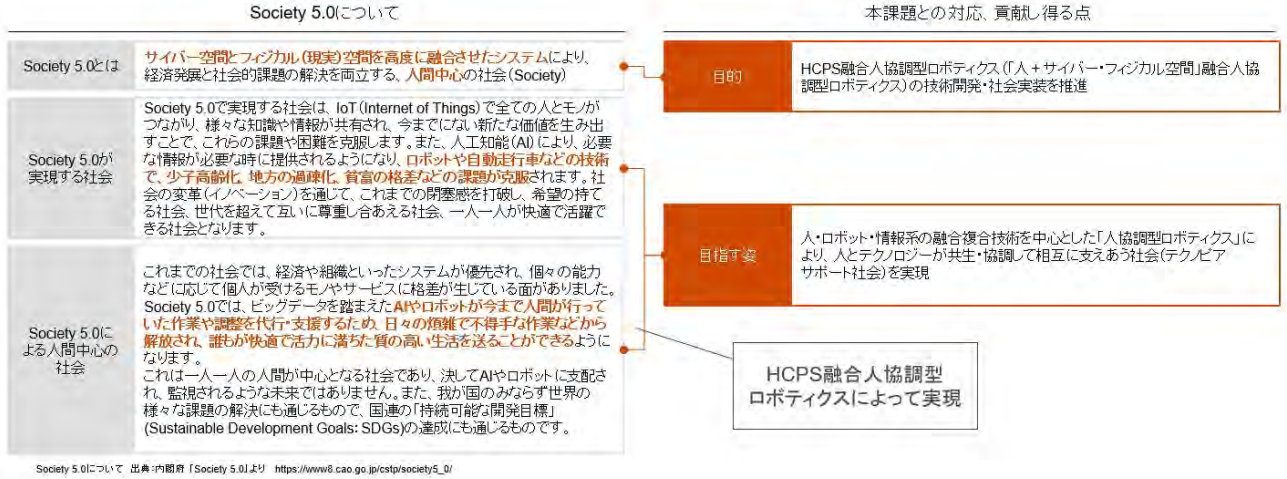 Society 5.0について
本課題との対応、貢献し得る点
Society 5.0とは
サイバー空間とフィジカル(現実)空間を高度に融合させたシステムにより、
経済発展と社会的課題の解決を両立する、人間中心の社会(Society)
目的
HCPS融合人協調型ロボティクス(「人+サイバー・フィジカル空間」融合人協
調型ロボティクス)の技術開発・社会実装を推進
Society 5.0が
実現する社会
Society 5.0で実現する社会は、IoT(Internet of Things)で全ての人とモノが
つながり、様々な知識や情報が共有され、今までにない新たな価値を生み出
すことで、これらの課題や困難を克服します。また、人工知能(AI)により、必要
な情報が必要な時に提供されるようになり、ロボットや自動走行車などの技術
で、少子高齢化、地方の過疎化、貧富の格差などの課題が克服されます。社
会の変革(イノベーション)を通じて、これまでの閉塞感を打破し、希望の持て
る社会、世代を超えて互いに尊重し合あえる社会、一人一人が快適で活躍で
きる社会となります。
目指す姿
人・ロボット・情報系の融合複合技術を中心とした「人協調型ロボティクス」に
より、人とテクノロジーが共生・協調して相互に支えあう社会(テクノピア
サポート社会)を実現
Society 5.0に
よる人間中心の
社会
これまでの社会では、経済や組織といったシステムが優先され、個々の能力
などに応じて個人が受けるモノやサービスに格差が生じている面がありました。
Society 5.0では、ビッグデータを踏まえたAIやロボットが今まで人間が行って
いた作業や調整を代行・支援するため、日々の煩雑で不得手な作業などから
解放され、誰もが快適で活力に満ちた質の高い生活を送ることができるように
なります。
これは一人一人の人間が中心となる社会であり、決してAIやロボットに支配さ
れ、監視されるような未来ではありません。また、我が国のみならず世界の
様々な課題の解決にも通じるもので、国連の「持続可能な開発目標」
(Sustainable Development Goals: SDGs)の達成にも通じるものです。
HCPS融合人協調型
ロボティクスによって実現
Society 5.0について 出典:内閣府「Society 5.0」より https://www8.cao.go.jp/cstp/society5_0/